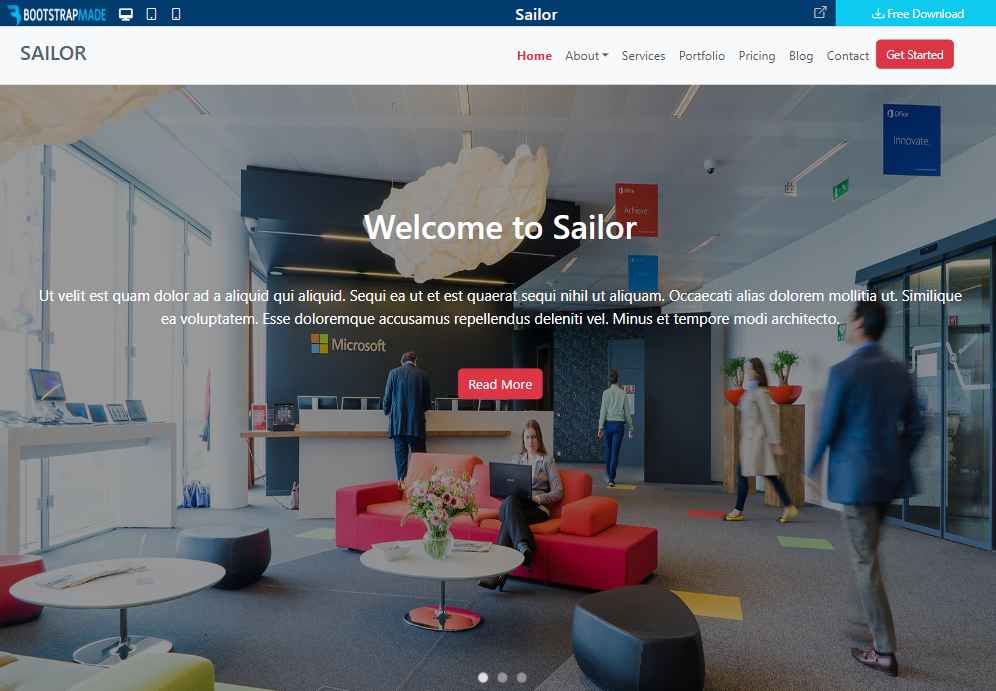 BOOTSTRAPMADE
Sailor
Free Download
SAILOR
Home About Services Portfolio Pricing Blog Contact Get Started
Office
Innovate.
Office
Achieve.
Welcome to Sailor
Ut velit est quam dolor ad a aliquid qui aliquid. Sequi ea ut et est quaerat sequi nihil ut aliquam. Occaecati alias dolorem mollitia ut. Similique
ea voluptatem. Esse doloremque accusamus repellendus deleniti vel. Minus et tempore modi architecto.
Microsoft
Read More